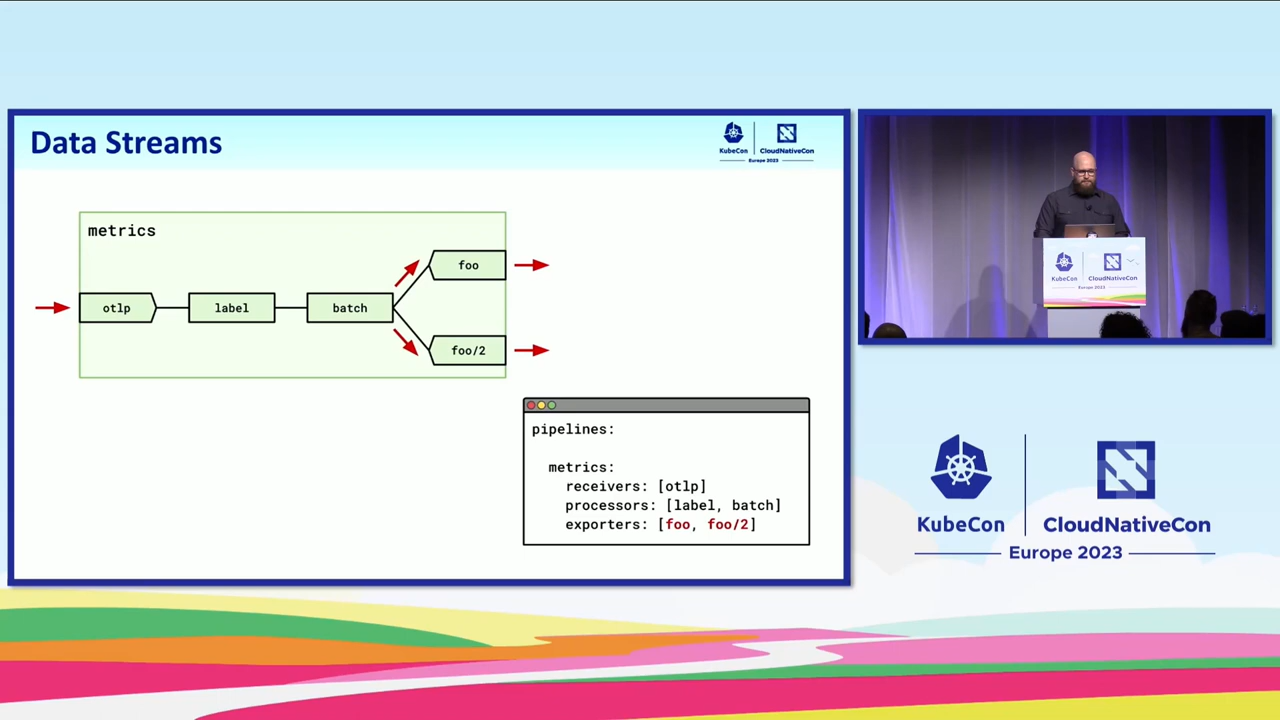 Data Streams
KubeCon
CloudNativeCon
Europe 2023
metrics
foo
otlp
label
batch
foo/2
pipelines:
metrics:
receivers: [otlp]
processors: [label, batch]
exporters: [foo, foo/2]
KubeCon
CloudNativeCon
Europe 2023
KubeCon
CloudNativeCon
Europe 2023